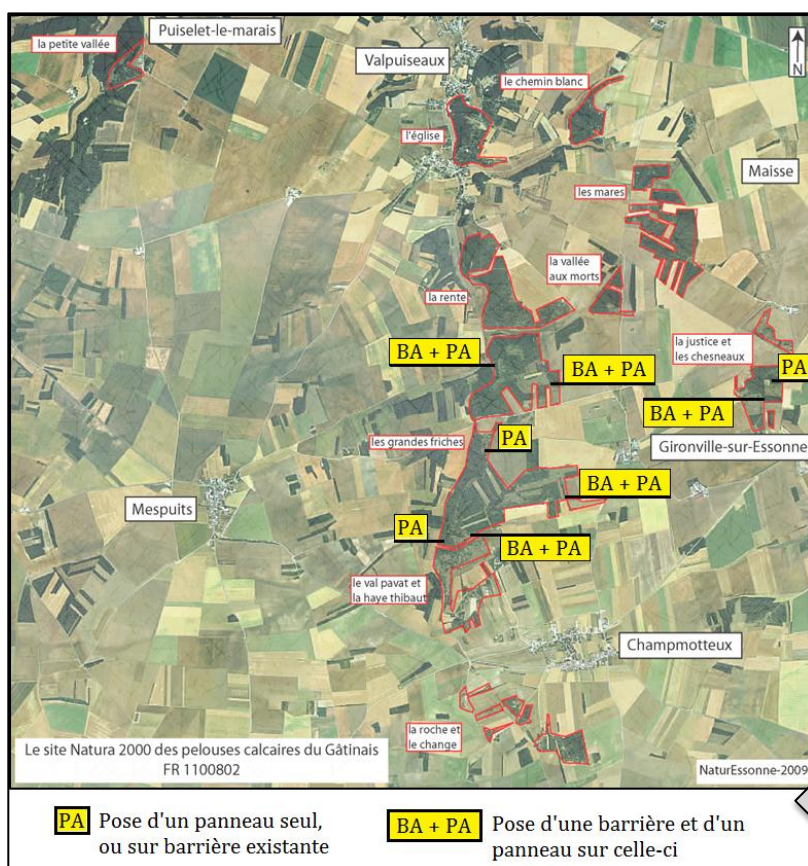 Puiselet-le-marais
la petite vallée
Valpuiseaux
N
le chemin blanc
l'église
Maisse
les mares
la vallée
aux morts
la rente
la justice et
les chesneaux
BA + PA
BA + PA
PA
BA + PA
les grandes friches
PA
Gironville-sur-Essonne
BA + PA
Mespuits
PA
BA + PA
le val pavat et
la haye thibaut
Champmotteux
la roche et
le change
Le site Natura 2000 des pelouses calcaires du Gâtinais
FR 1100802
NaturEssonne-2009
PA Pose d'un panneau seul,
ou sur barrière existante
BA + PA Pose d'une barrière et d'un
panneau sur celle-ci